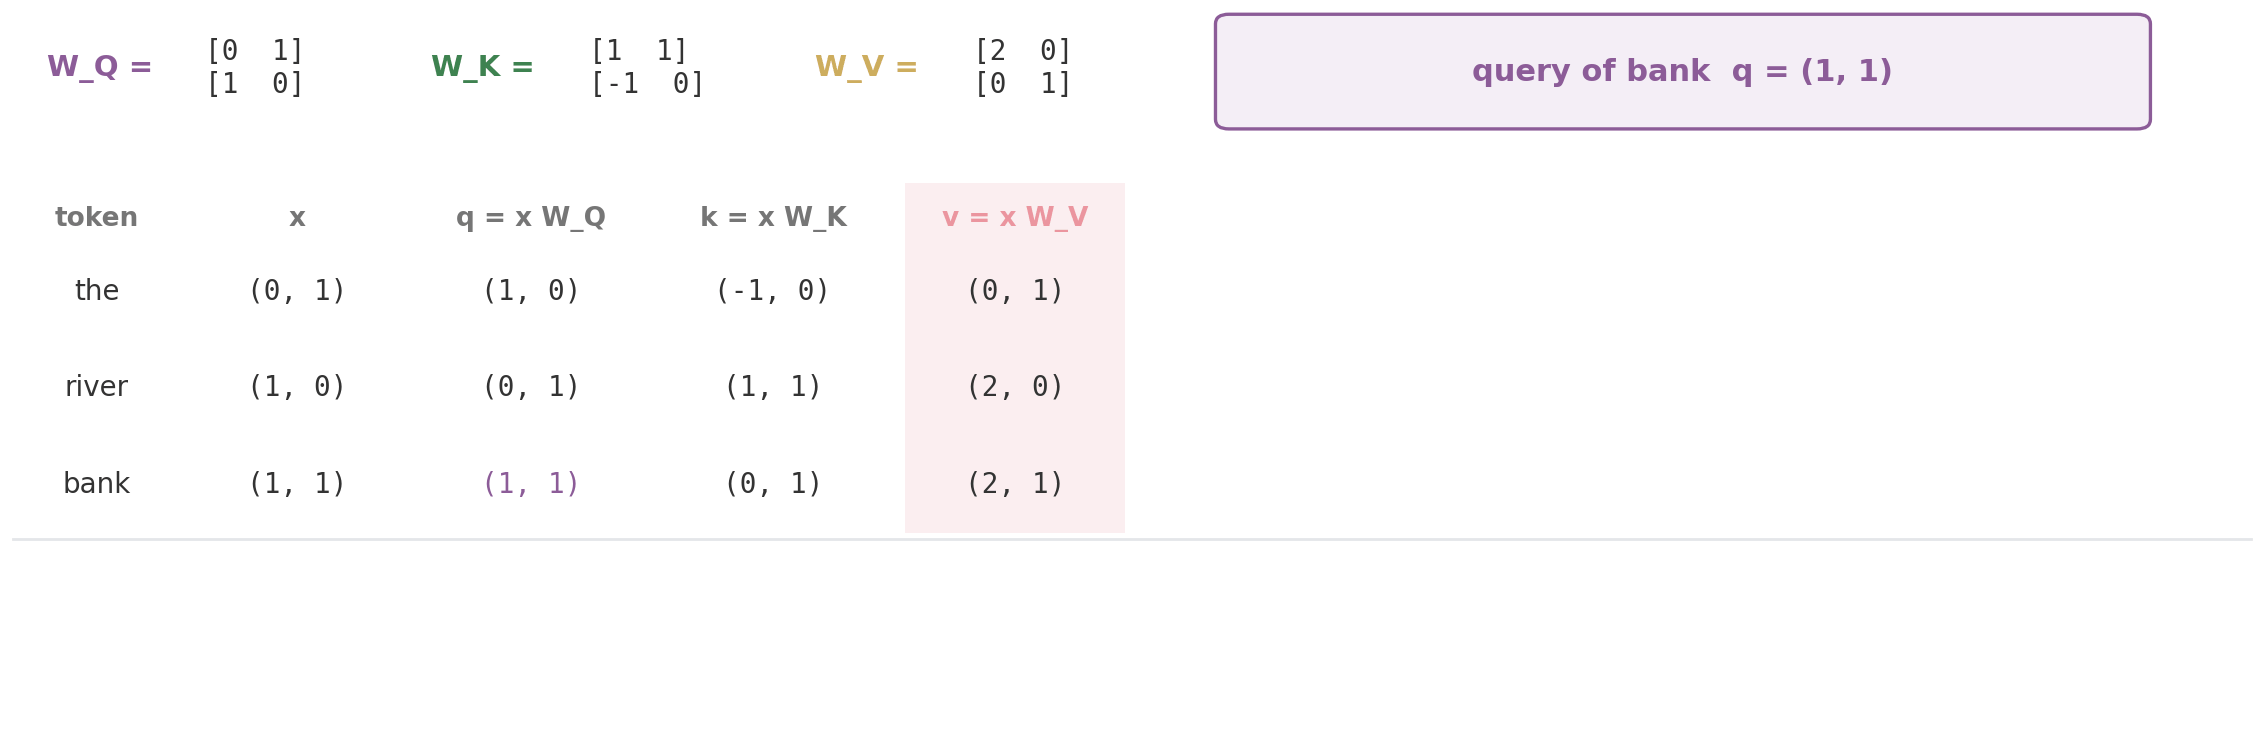 W_Q = [0  1]
[1  0]
W_K = [1  1]
[-1  0]
W_V = [2  0]
[0  1]
query of bank  q = (1, 1)
token x q = x W_Q k = x W_K v = x W_V
the (0, 1) (1, 0) (-1, 0) (0, 1)
river (1, 0) (0, 1) (1, 1) (2, 0)
bank (1, 1) (1, 1) (0, 1) (2, 1)